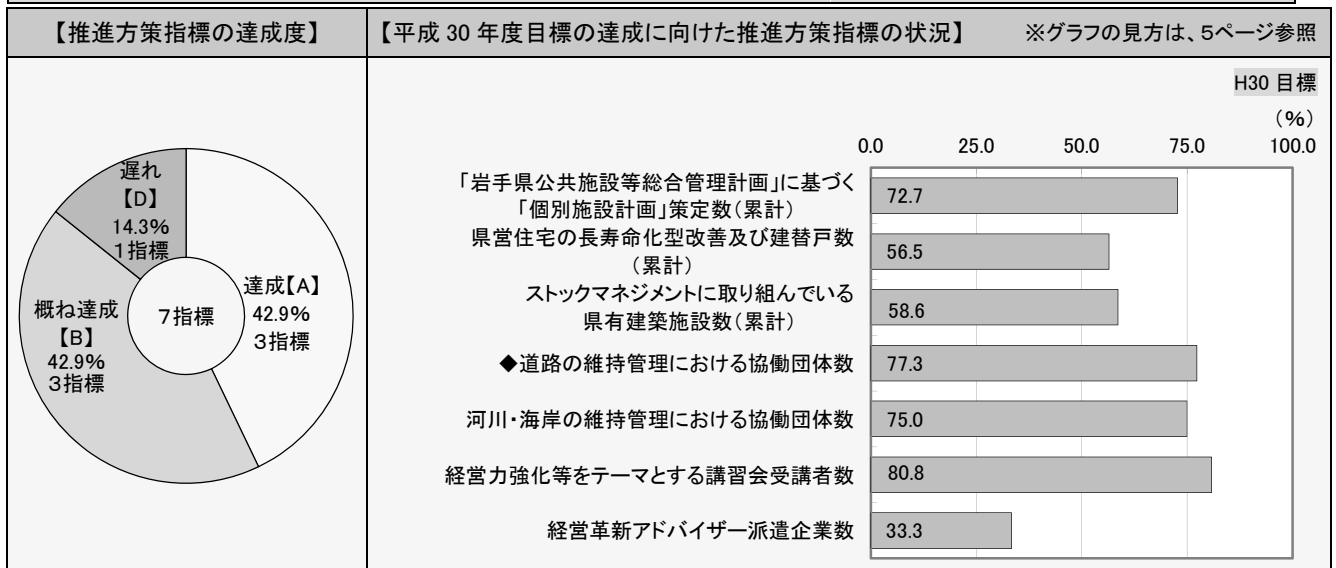 【推進方策指標の達成度】
【平成 30 年度目標の達成に向けた推進方策指標の状況】 ※グラフの見方は、5ページ参照
遅れ
【D】
14.3%
1指標
達成【A】
42.9%
3指標
概ね達成
【B】
42.9%
3指標
7指標
H30 目標
(%)
0.0 25.0 50.0 75.0 100.0
「岩手県公共施設等総合管理計画」に基づく
「個別施設計画」策定数(累計)
72.7
県営住宅の長寿命化型改善及び建替戸数
(累計)
56.5
ストックマネジメントに取り組んでいる
県有建築施設数(累計)
58.6
◆道路の維持管理における協働団体数
77.3
河川・海岸の維持管理における協働団体数
75.0
経営力強化等をテーマとする講習会受講者数
80.8
経営革新アドバイザー派遣企業数
33.3